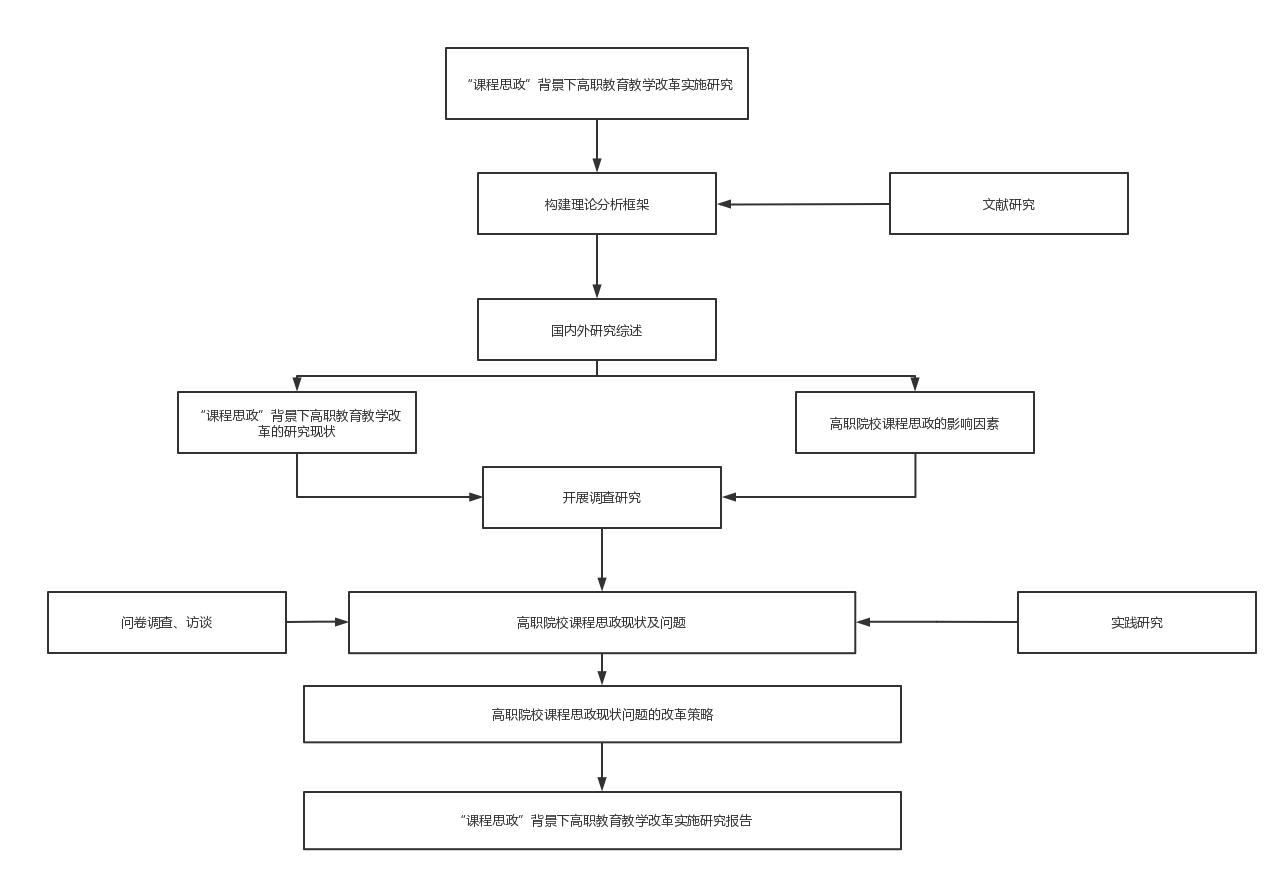 “课程思政”背景下高职教育教学改革实施研究
构建理论分析框架
文献研究
国内外研究综述
“课程思政”背景下高职教育教学改
革的研究现状
高职院校课程思政的影响因素
开展调查研究
问卷调查、访谈
高职院校课程思政现状及问题
实践研究
高职院校课程思政现状问题的改革策略
“课程思政”背景下高职教育教学改革实施研究报告